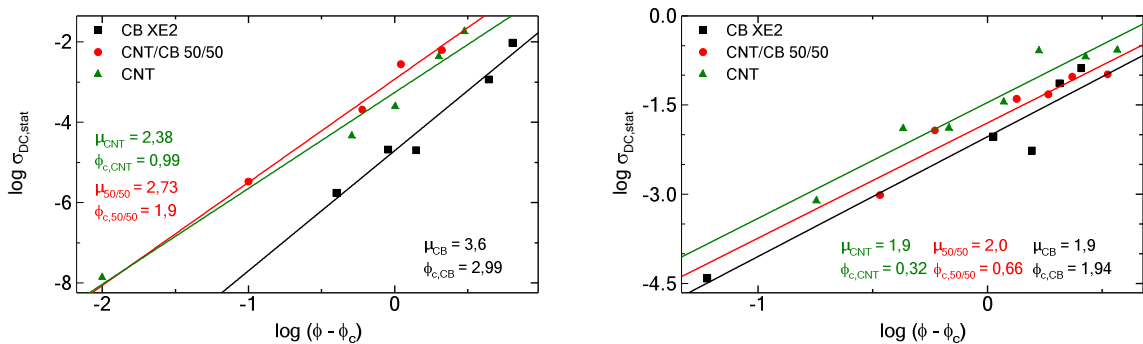 CB XE2
CNT/CB 50/50
CNT
μCNT = 2,38
ϕc,CNT = 0,99
μ50/50 = 2,73
ϕc,50/50 = 1,9
μCB = 3,6
ϕc,CB = 2,99
-2
-4
-6
-8
-2
-1
0
log σDC,stat
log (ϕ - ϕc)
CB XE2
CNT/CB 50/50
CNT
μCNT = 1,9
ϕc,CNT = 0,32
μ50/50 = 2,0
ϕc,50/50 = 0,66
μCB = 1,9
ϕc,CB = 1,94
0.0
-1.5
-3.0
-4.5
-1
0
log σDC,stat
log (ϕ - ϕc)